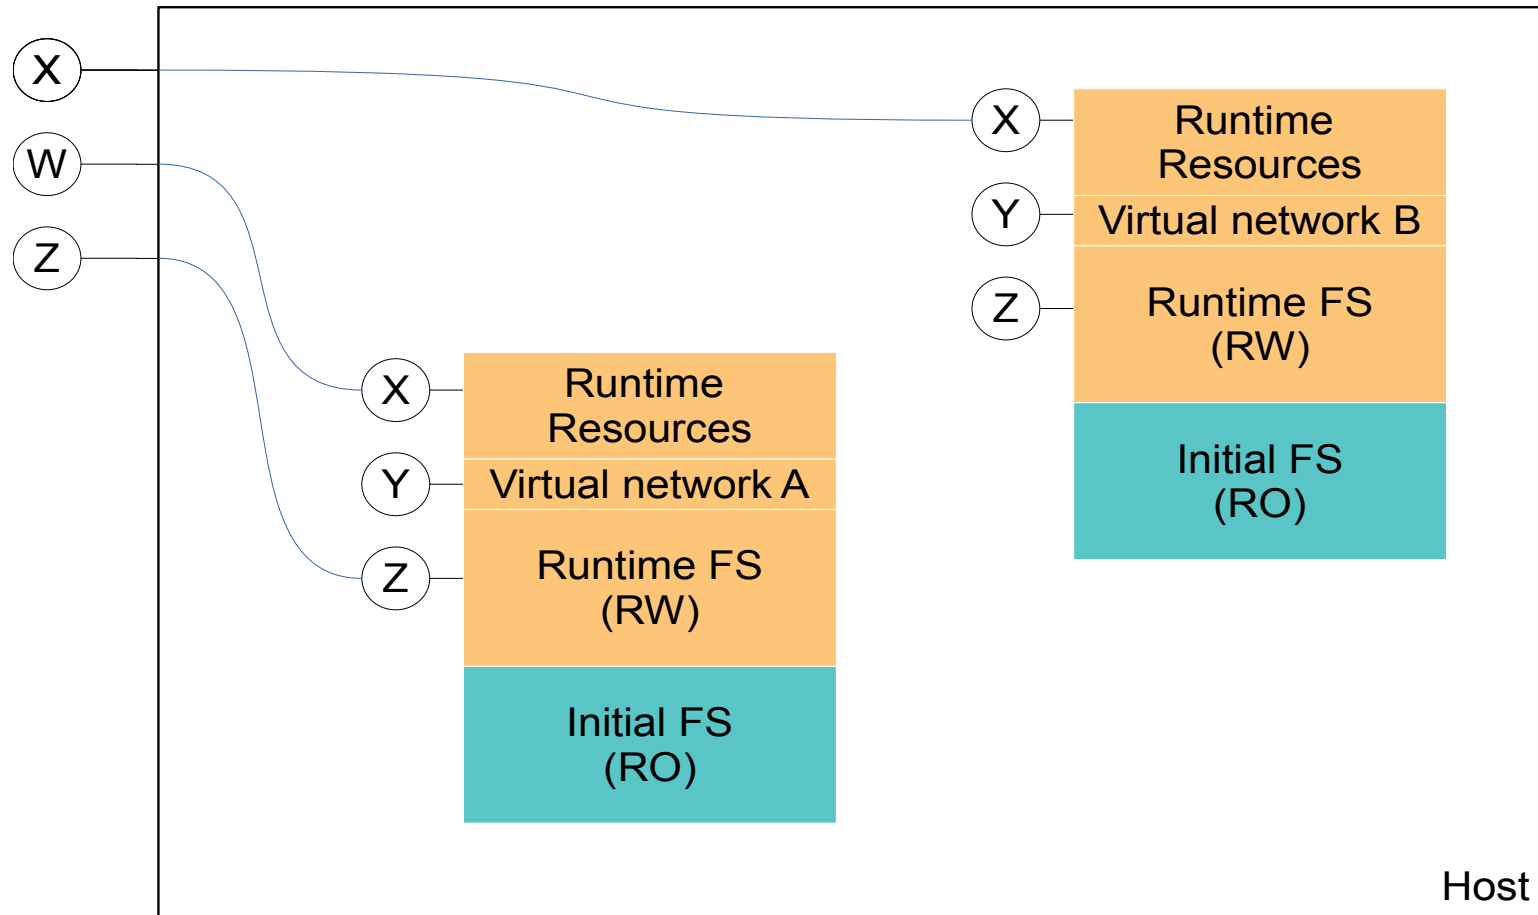 X
W
Z
X
Runtime
Resources
Y
Virtual network B
Z
Runtime FS
(RW)
Initial FS
(RO)
X
Runtime
Resources
Y
Virtual network A
Z
Runtime FS
(RW)
Initial FS
(RO)
Host